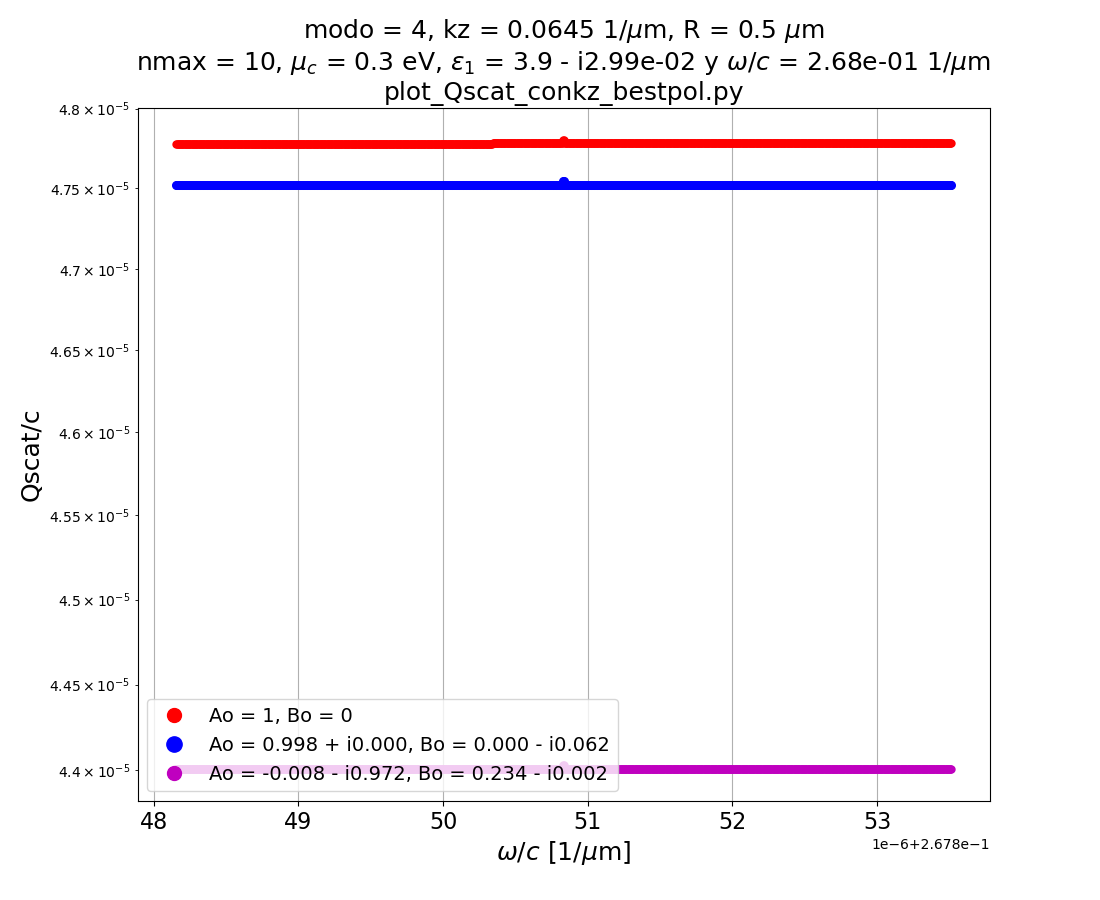 modo = 4, kz = 0.0645 1/μm, R = 0.5 μm
nmax = 10, μ_c = 0.3 eV, ε₁ = 3.9 - i2.99e-02 y ω/c = 2.68e-01 1/μm
plot_Qscat_conkz_bestpol.py
4.8 × 10⁻⁵
4.75 × 10⁻⁵
4.7 × 10⁻⁵
4.65 × 10⁻⁵
4.6 × 10⁻⁵
4.55 × 10⁻⁵
4.5 × 10⁻⁵
4.45 × 10⁻⁵
4.4 × 10⁻⁵
Qscat/c
Ao = 1, Bo = 0
Ao = 0.998 + i0.000, Bo = 0.000 - i0.062
Ao = -0.008 - i0.972, Bo = 0.234 - i0.002
48 49 50 51 52 53
1e-6+2.678e-1
ω/c [1/μm]